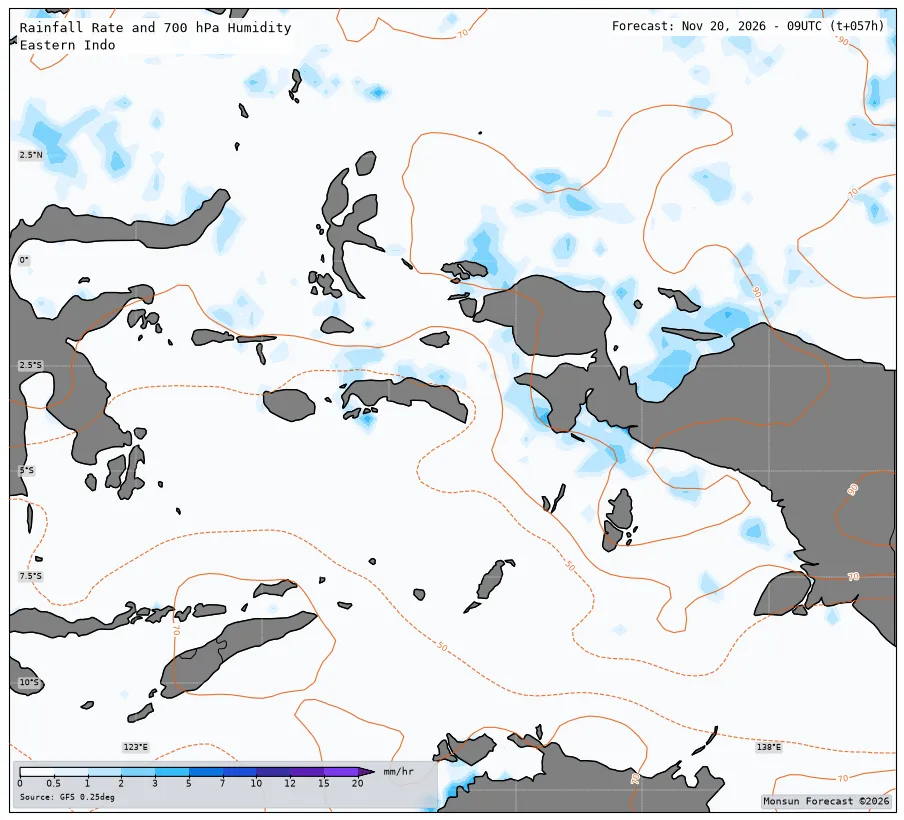 Rainfall Rate and 700 hPa Humidity
Eastern Indo
Forecast: Nov 20, 2026 - 09UTC (t+057h)
70
90
2.5°N
70
0°
90
2.5°S
5°S
90
50
7.5°S
70
70
50
10°S
123°E
138°E
70
70
0 0.5 1 2 3 5 7 10 12 15 20 mm/hr
Source: GFS 0.25deg
Monsun Forecast ©2026